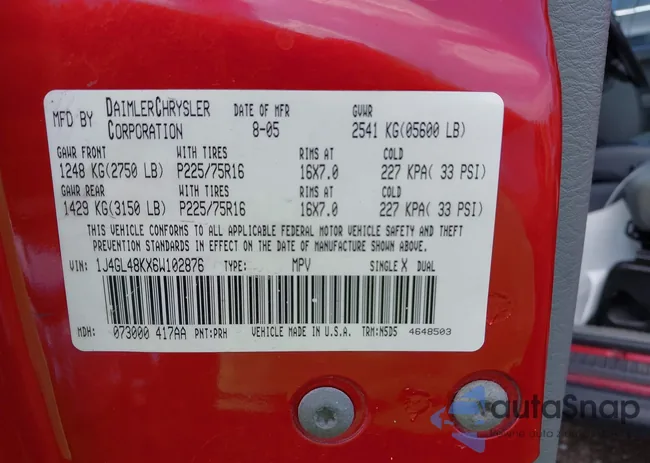 MFD BY DAIMLERCHRYSLER CORPORATION DATE OF MFR 8-05 GVWR 2541 KG(05600 LB)
GAWR FRONT WITH TIRES RIMS AT COLD
1248 KG(2750 LB) P225/75R16 16X7.0 227 KPA( 33 PSI)
GAWR REAR WITH TIRES RIMS AT COLD
1429 KG(3150 LB) P225/75R16 16X7.0 227 KPA( 33 PSI)
THIS VEHICLE CONFORMS TO ALL APPLICABLE FEDERAL MOTOR VEHICLE SAFETY AND THEFT
PREVENTION STANDARDS IN EFFECT ON THE DATE OF MANUFACTURE SHOWN ABOVE.
VIN: 1J4GL48KX6W102876 TYPE: MPV SINGLE X DUAL
MDH: 073000 417AA PNT:PRH VEHICLE MADE IN U.S.A. TRM:N5D5 4648503
autoSnap